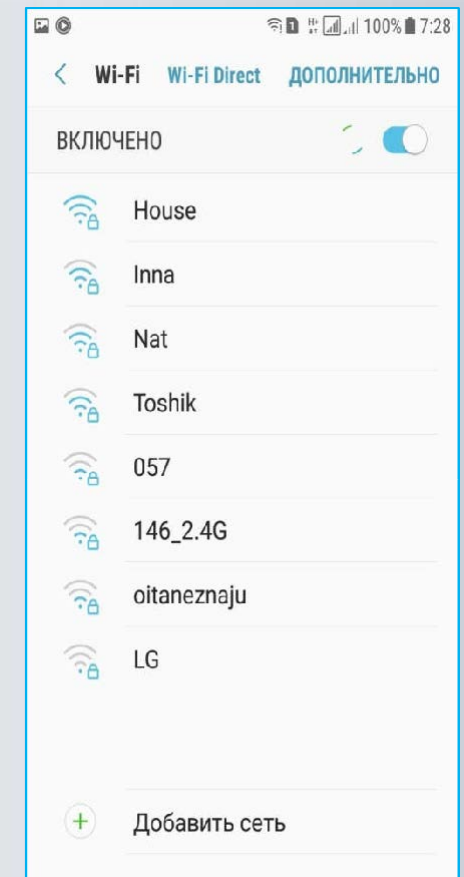 1 H+ 100% 7:28
Wi-Fi Wi-Fi Direct ДОПОЛНИТЕЛЬНО
ВКЛЮЧЕНО
House
Inna
Nat
Toshik
057
146_2.4G
oitaneznaju
LG
Добавить сеть